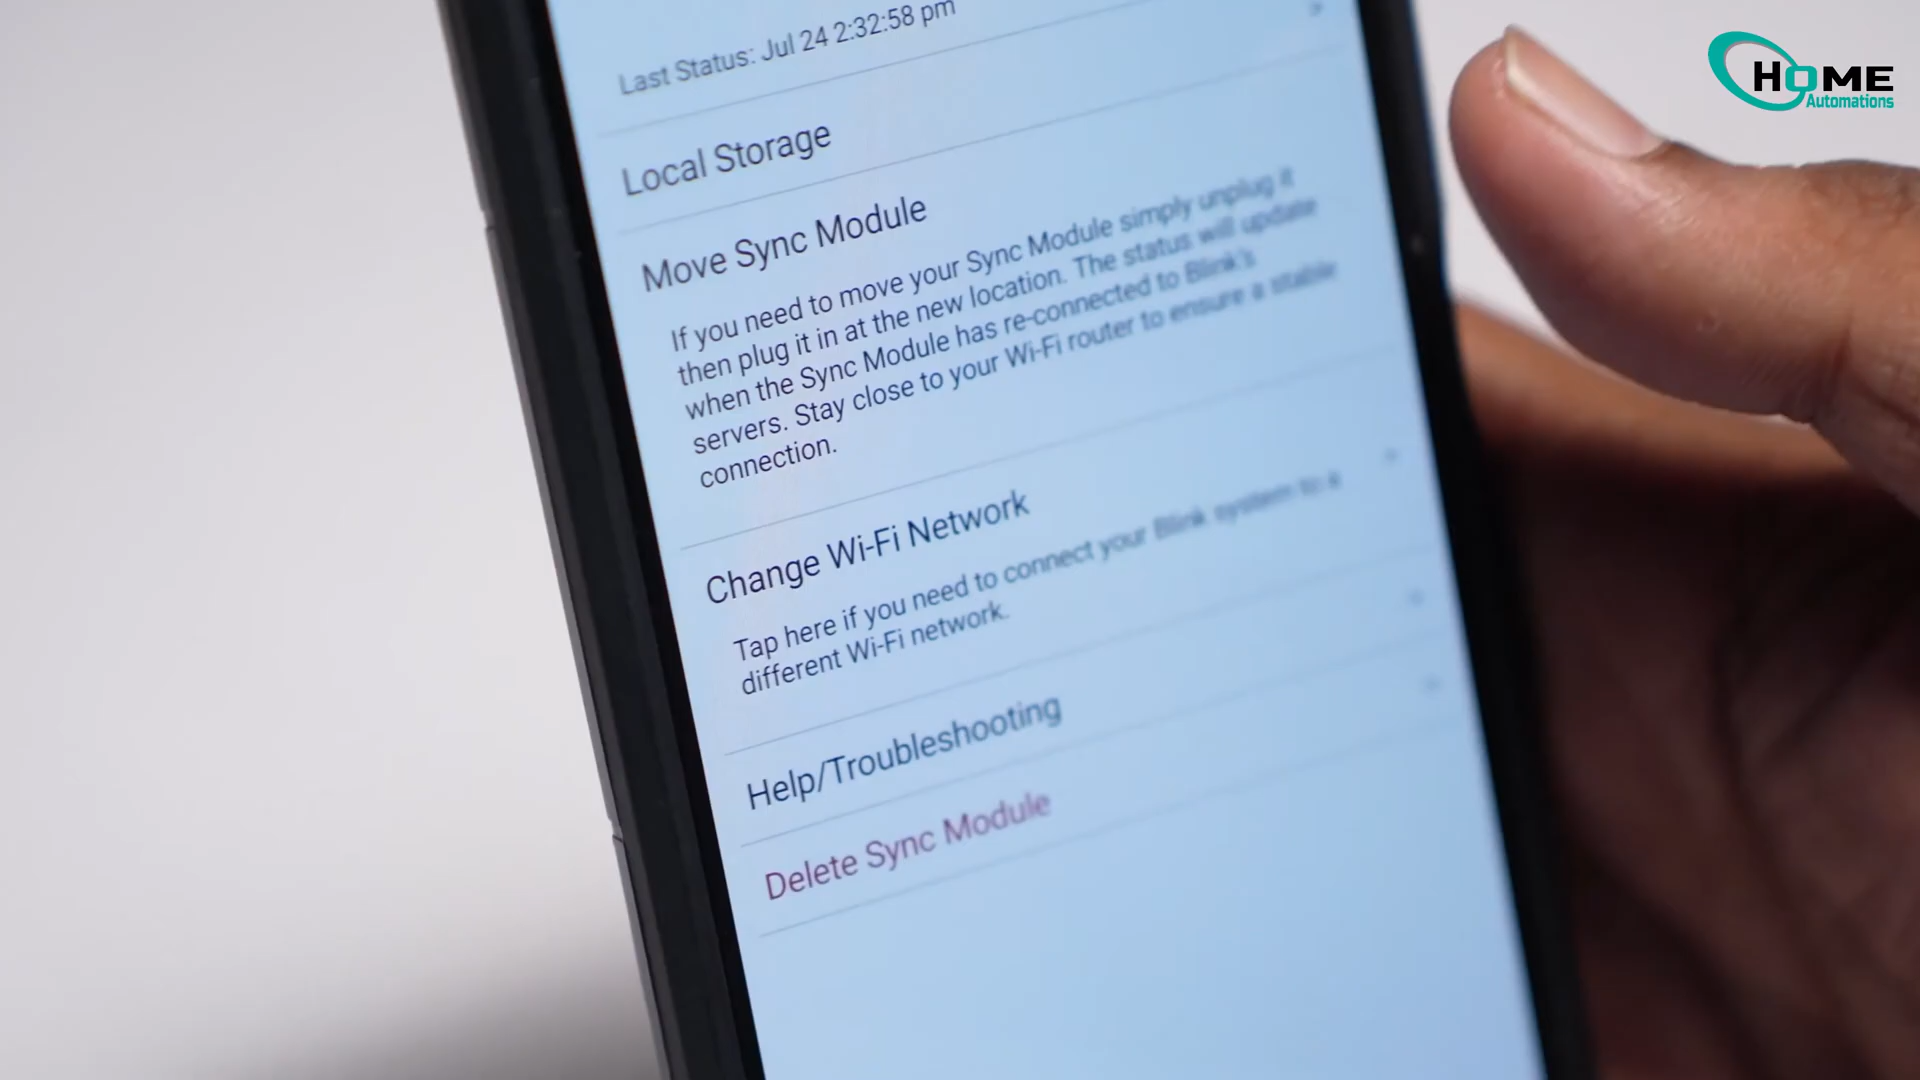 Last Status: Jul 24 2:32:58 pm
Local Storage
Move Sync Module
If you need to move your Sync Module simply unplug it
then plug it in at the new location. The status will update
when the Sync Module has re-connected to Blink's
servers. Stay close to your Wi-Fi router to ensure a stable
connection.
Change Wi-Fi Network
Tap here if you need to connect your Blink system to a
different Wi-Fi network.
Help/Troubleshooting
Delete Sync Module
HOME
Automations